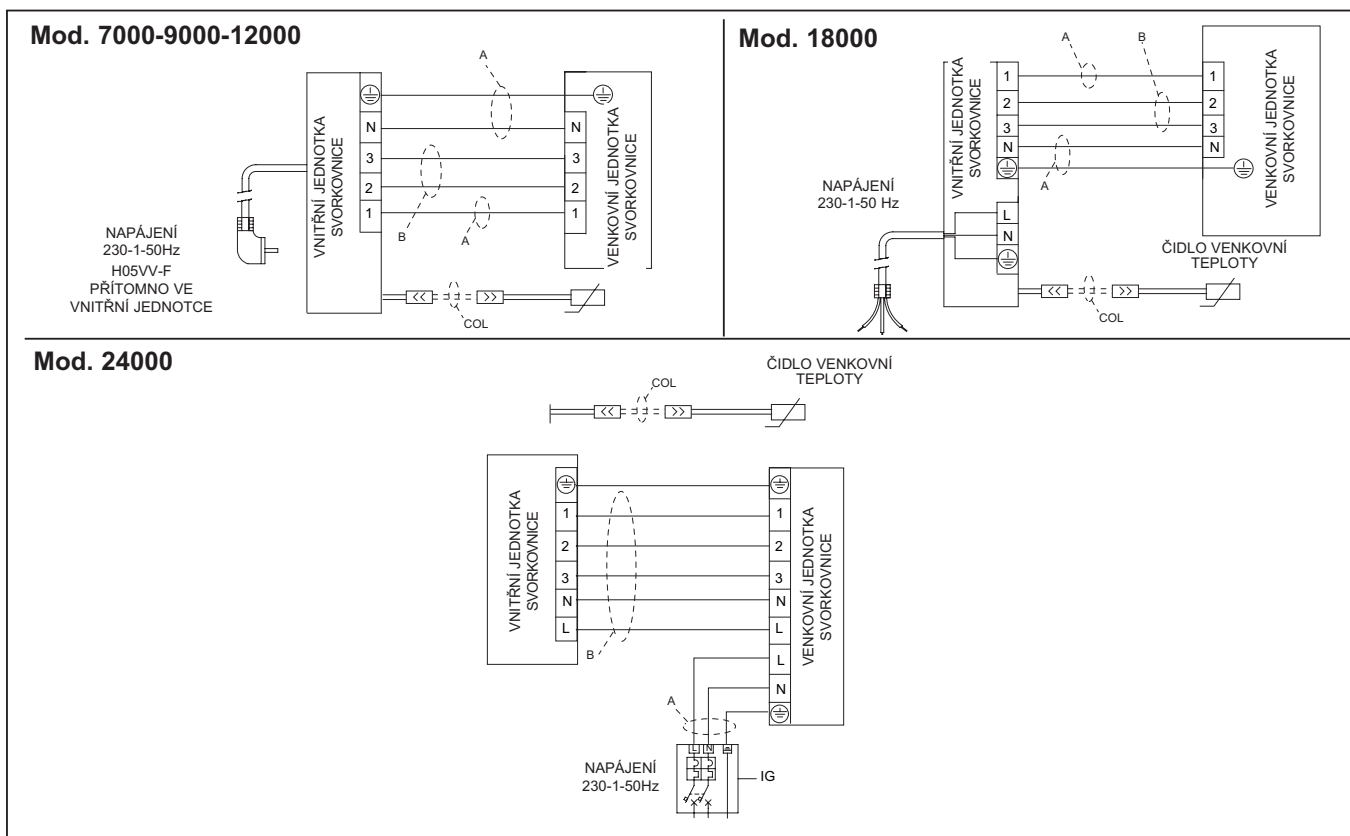 Mod. 7000-9000-12000
A
VNITŘNÍ JEDNOTKA
SVORKOVNICE
N
3
2
1
N
3
2
1
VENKOVNÍ JEDNOTKA
SVORKOVNICE
B
A
NAPÁJENÍ
230-1-50Hz
H05VV-F
PŘÍTOMNO VE
VNITŘNÍ JEDNOTCE
<<
>>
COL
Mod. 18000
A
B
VNITŘNÍ JEDNOTKA
SVORKOVNICE
1
2
3
N
1
2
3
N
VENKOVNÍ JEDNOTKA
SVORKOVNICE
A
NAPÁJENÍ
230-1-50 Hz
L
N
ČIDLO VENKOVNÍ
TEPLOTY
<<
>>
COL
Mod. 24000
ČIDLO VENKOVNÍ
TEPLOTY
COL
<<
>>
VNITŘNÍ JEDNOTKA
SVORKOVNICE
1
2
3
N
L
1
2
3
N
L
L
N
VENKOVNÍ JEDNOTKA
SVORKOVNICE
B
A
L
N
NAPÁJENÍ
230-1-50Hz
IG